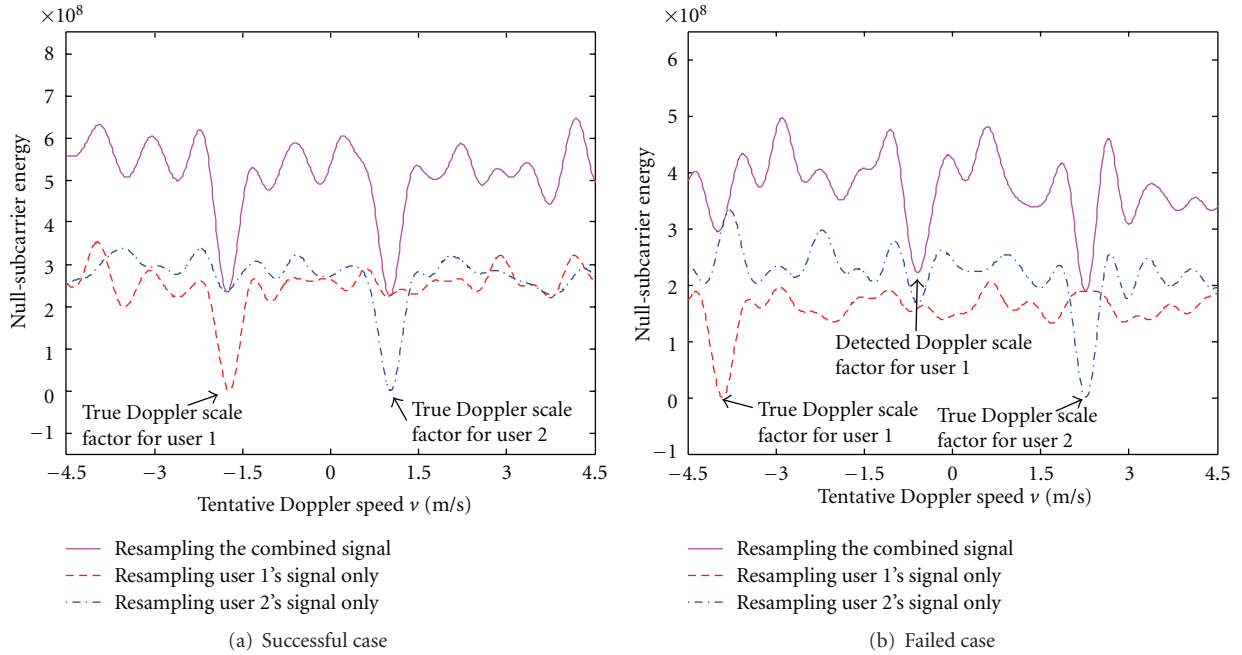 ×10⁸
8
7
6
5
4
3
2
1
0
−1
−4.5
−3
−1.5
0
1.5
3
4.5
Null-subcarrier energy
Tentative Doppler speed ν (m/s)
True Doppler scale
factor for user 1
True Doppler scale
factor for user 2
Resampling the combined signal
Resampling user 1's signal only
Resampling user 2's signal only
(a) Successful case
×10⁸
6
5
4
3
2
1
0
−1
−4.5
−3
−1.5
0
1.5
3
4.5
Null-subcarrier energy
Tentative Doppler speed ν (m/s)
Detected Doppler scale
factor for user 1
True Doppler scale
factor for user 1
True Doppler scale
factor for user 2
Resampling the combined signal
Resampling user 1's signal only
Resampling user 2's signal only
(b) Failed case